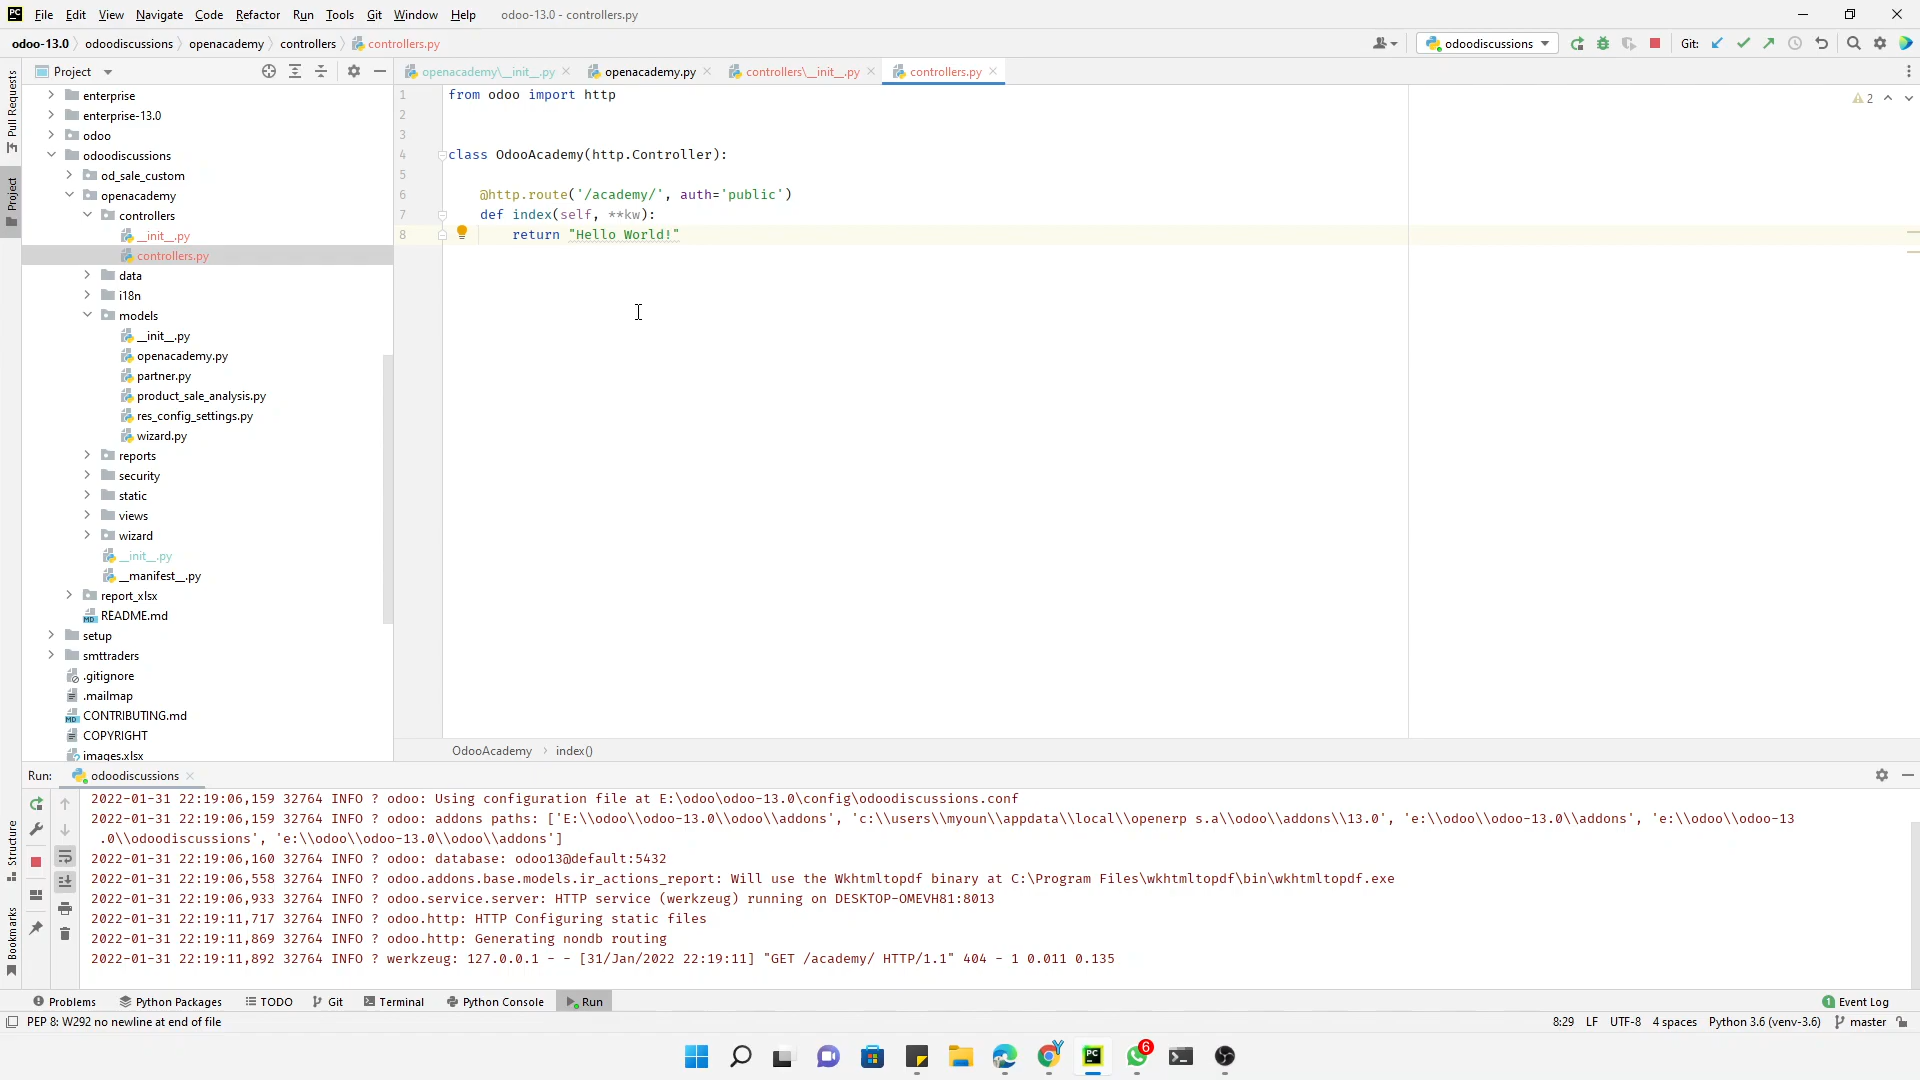 PC File Edit View Navigate Code Refactor Run Tools Git Window Help odoo-13.0 - controllers.py
odoo-13.0 odoodiscussions openacademy controllers controllers.py odoodiscussions Git:
Project openacademy\__init__.py openacademy.py controllers\__init__.py controllers.py
Pull Requests
Project
enterprise
enterprise-13.0
odoo
odoodiscussions
od_sale_custom
openacademy
controllers
__init__.py
controllers.py
data
i18n
models
__init__.py
openacademy.py
partner.py
product_sale_analysis.py
res_config_settings.py
wizard.py
reports
security
static
views
wizard
__init__.py
__manifest__.py
report_xlsx
README.md
setup
smttraders
.gitignore
.mailmap
CONTRIBUTING.md
COPYRIGHT
images.xlsx
1 from odoo import http
2
3
4 class OdooAcademy(http.Controller):
5
6 @http.route('/academy/', auth='public')
7 def index(self, **kw):
8 return "Hello World!"
2
OdooAcademy index()
Run: odoodiscussions
2022-01-31 22:19:06,159 32764 INFO ? odoo: Using configuration file at E:\odoo\odoo-13.0\config\odoodiscussions.conf
2022-01-31 22:19:06,159 32764 INFO ? odoo: addons paths: ['E:\\odoo\\odoo-13.0\\odoo\\addons', 'c:\\users\\myoun\\appdata\\local\\openerp s.a\\odoo\\addons\\13.0', 'e:\\odoo\\odoo-13.0\\addons', 'e:\\odoo\\odoo-13
.0\\odoodiscussions', 'e:\\odoo\\odoo-13.0\\odoo\\addons']
2022-01-31 22:19:06,160 32764 INFO ? odoo: database: odoo13@default:5432
2022-01-31 22:19:06,558 32764 INFO ? odoo.addons.base.models.ir_actions_report: Will use the Wkhtmltopdf binary at C:\Program Files\wkhtmltopdf\bin\wkhtmltopdf.exe
2022-01-31 22:19:06,933 32764 INFO ? odoo.service.server: HTTP service (werkzeug) running on DESKTOP-OMEVH81:8013
2022-01-31 22:19:11,717 32764 INFO ? odoo.http: HTTP Configuring static files
2022-01-31 22:19:11,869 32764 INFO ? odoo.http: Generating nondb routing
2022-01-31 22:19:11,892 32764 INFO ? werkzeug: 127.0.0.1 - - [31/Jan/2022 22:19:11] "GET /academy/ HTTP/1.1" 404 - 1 0.011 0.135
Structure
Bookmarks
Problems Python Packages TODO Git Terminal Python Console Run 1 Event Log
PEP 8: W292 no newline at end of file 8:29 LF UTF-8 4 spaces Python 3.6 (venv-3.6) master
PC 6